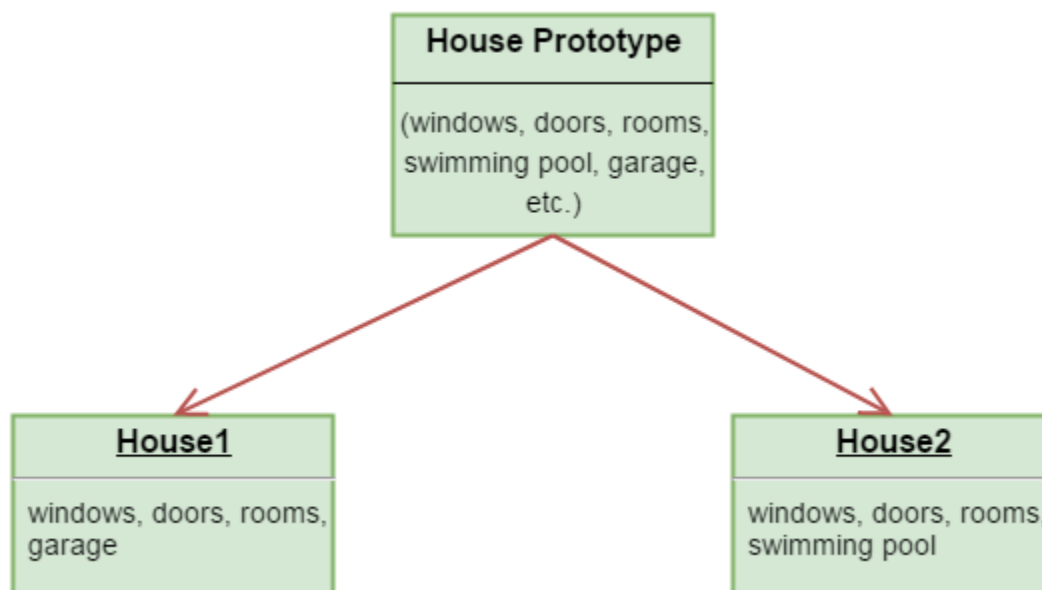 House Prototype
(windows, doors, rooms,
swimming pool, garage,
etc.)
House1
windows, doors, rooms,
garage
House2
windows, doors, rooms,
swimming pool